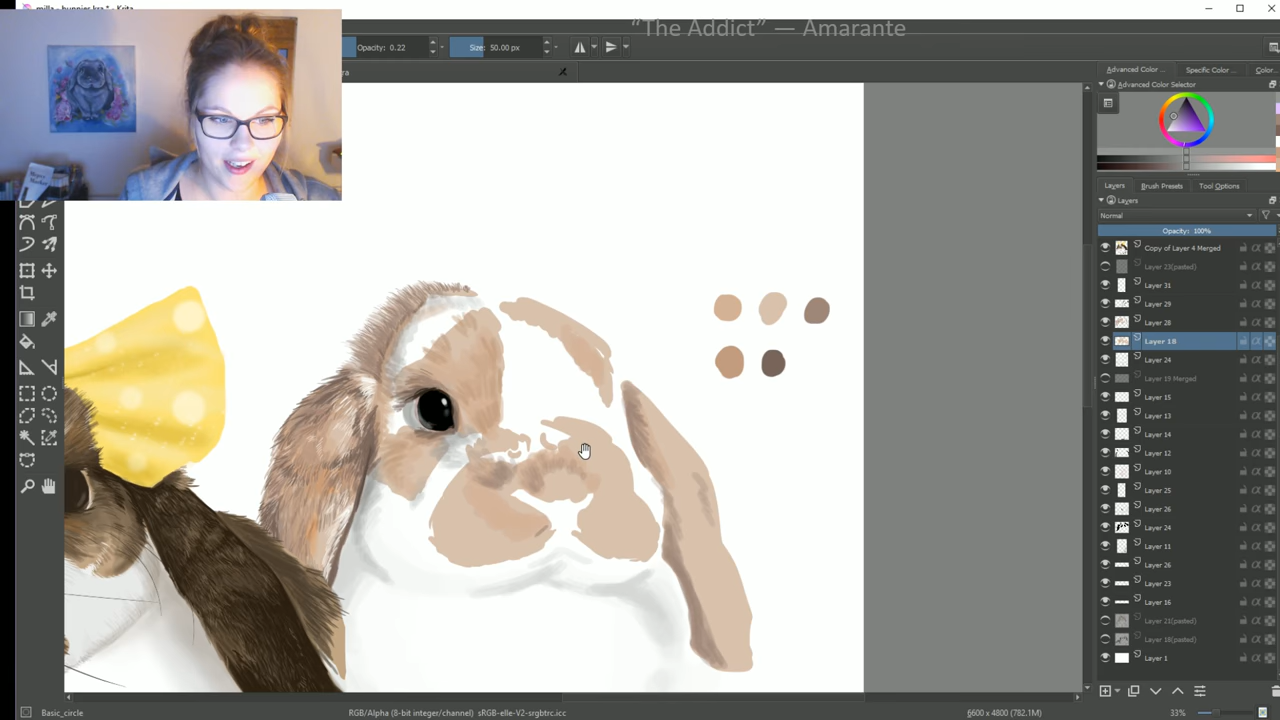 milla - bunnies.kra * - Krita
"The Addict" — Amarante
Opacity: 0.22
Size: 50.00 px
Advanced Color ...
Specific Color ...
Color...
Advanced Color Selector
Layers
Brush Presets
Tool Options
Layers
Normal
Opacity: 100%
Copy of Layer 4 Merged
Layer 23(pasted)
Layer 31
Layer 29
Layer 28
Layer 18
Layer 24
Layer 19 Merged
Layer 15
Layer 13
Layer 14
Layer 12
Layer 10
Layer 25
Layer 26
Layer 24
Layer 11
Layer 26
Layer 23
Layer 16
Layer 21(pasted)
Layer 18(pasted)
Layer 1
Basic_circle
RGB/Alpha (8-bit integer/channel) sRGB-elle-V2-srgbtrc.icc
6600 x 4800 (782.1M)
33%